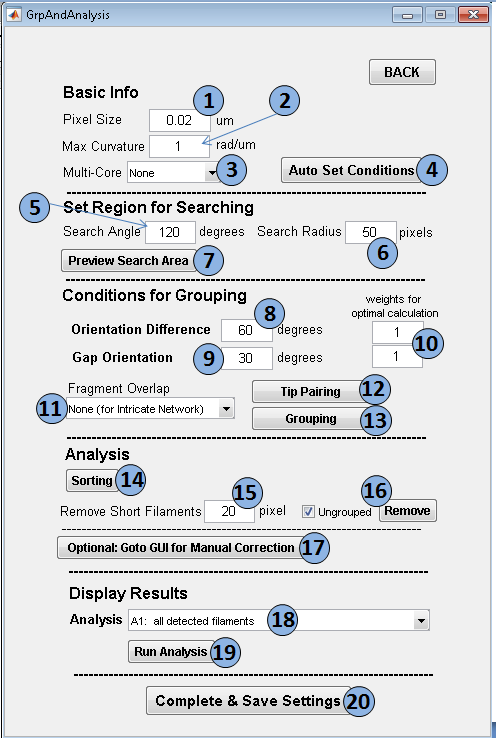 GrpAndAnalysis
BACK
Basic Info
1 2
Pixel Size 0.02 um
Max Curvature 1 rad/um
Multi-Core None 3 Auto Set Conditions 4
5 Set Region for Searching
Search Angle 120 degrees Search Radius 50 pixels
6
Preview Search Area 7
Conditions for Grouping weights for
optimal calculation
8
Orientation Difference 60 degrees 1
10
Gap Orientation 9 30 degrees 1
Fragment Overlap Tip Pairing 12
11 None (for Intricate Network) Grouping 13
Analysis
Sorting 14
15 16
Remove Short Filaments 20 pixel Ungrouped Remove
Optional: Goto GUI for Manual Correction 17
Display Results
Analysis A1: all detected filaments 18
Run Analysis 19
Complete & Save Settings 20